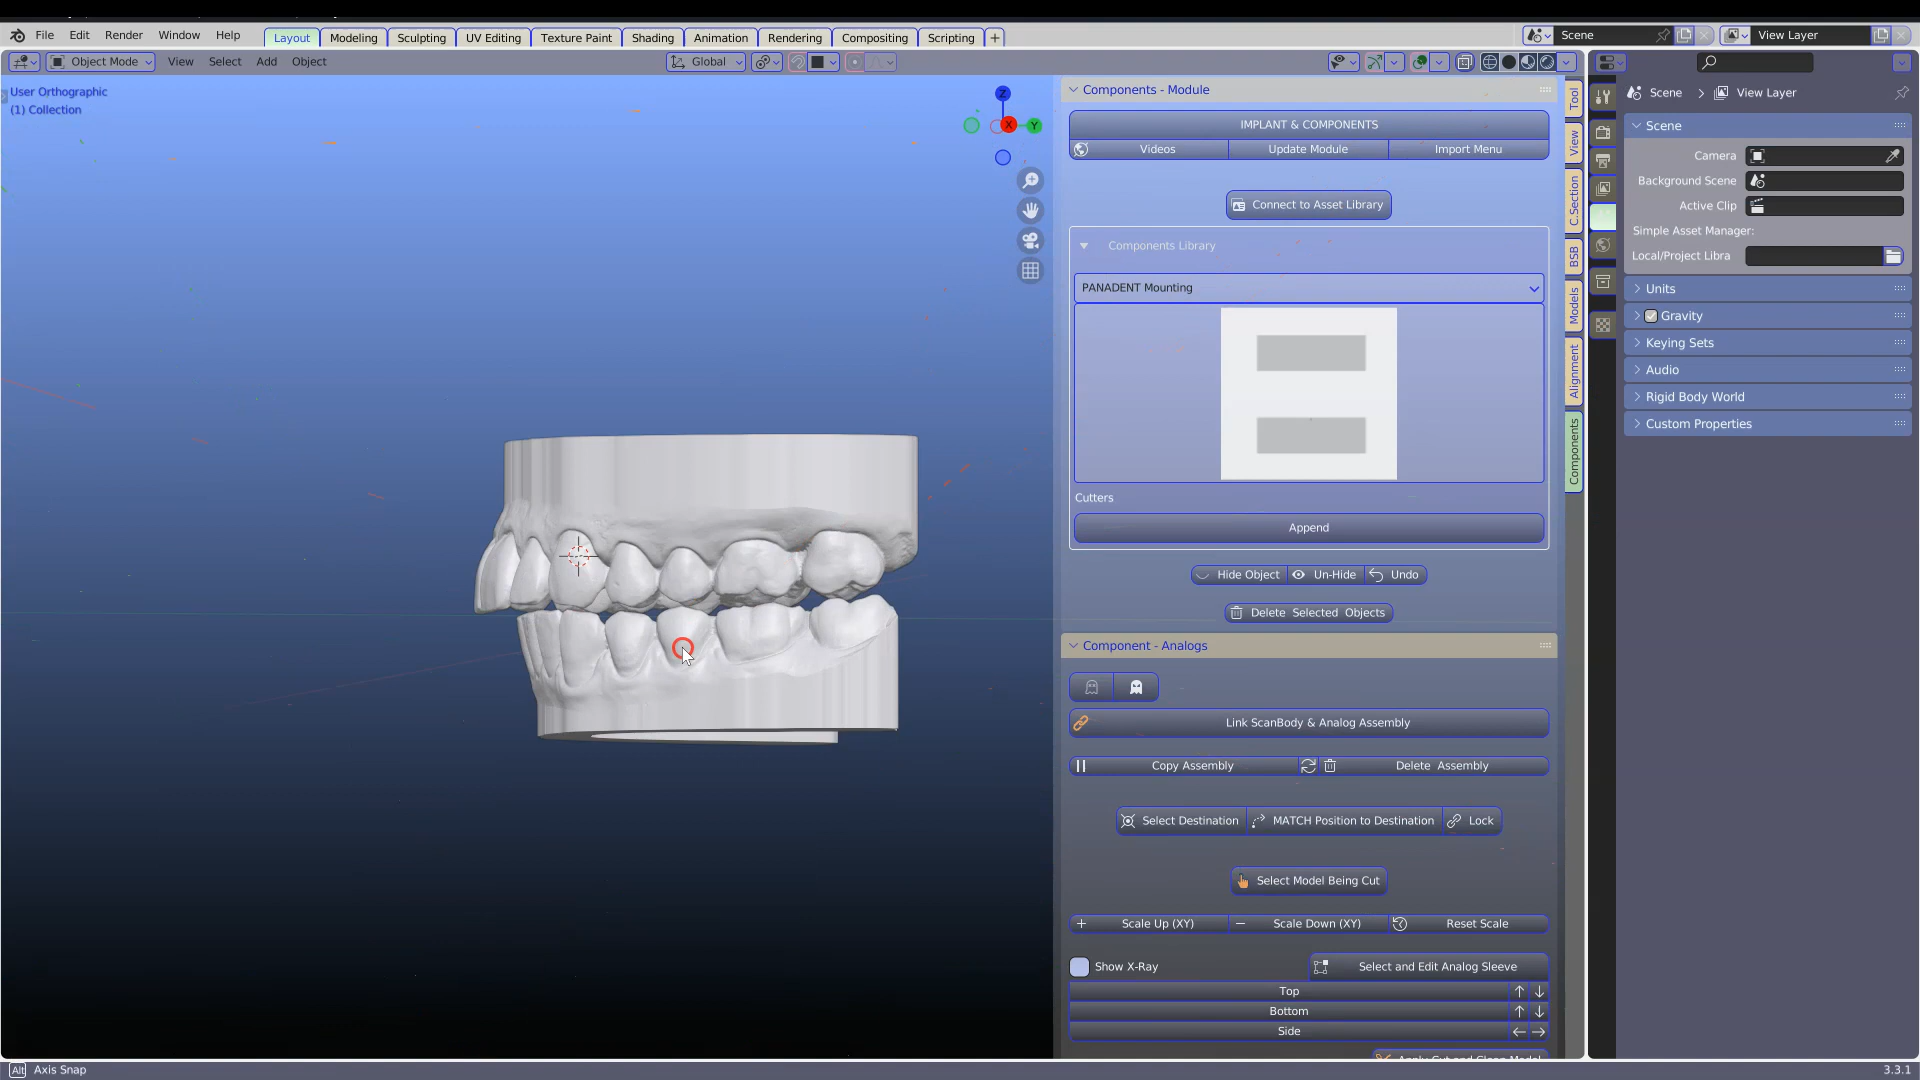 File Edit Render Window Help
Layout Modeling Sculpting UV Editing Texture Paint Shading Animation Rendering Compositing Scripting +
Scene
View Layer
Object Mode View Select Add Object
Global
User Orthographic
(1) Collection
Z
X
Y
Components - Module
IMPLANT & COMPONENTS
Videos Update Module Import Menu
Connect to Asset Library
Components Library
PANADENT Mounting
Cutters
Append
Hide Object Un-Hide Undo
Delete Selected Objects
Component - Analogs
Link ScanBody & Analog Assembly
Copy Assembly Delete Assembly
Select Destination MATCH Position to Destination Lock
Select Model Being Cut
Scale Up (XY) Scale Down (XY) Reset Scale
Show X-Ray Select and Edit Analog Sleeve
Top
Bottom
Side
Apply Cut and Clean Model
Tool
View
C.Section
BSB
Models
Alignment
Components
Scene > View Layer
Scene
Camera
Background Scene
Active Clip
Simple Asset Manager:
Local/Project Libra
Units
Gravity
Keying Sets
Audio
Rigid Body World
Custom Properties
Alt Axis Snap
3.3.1